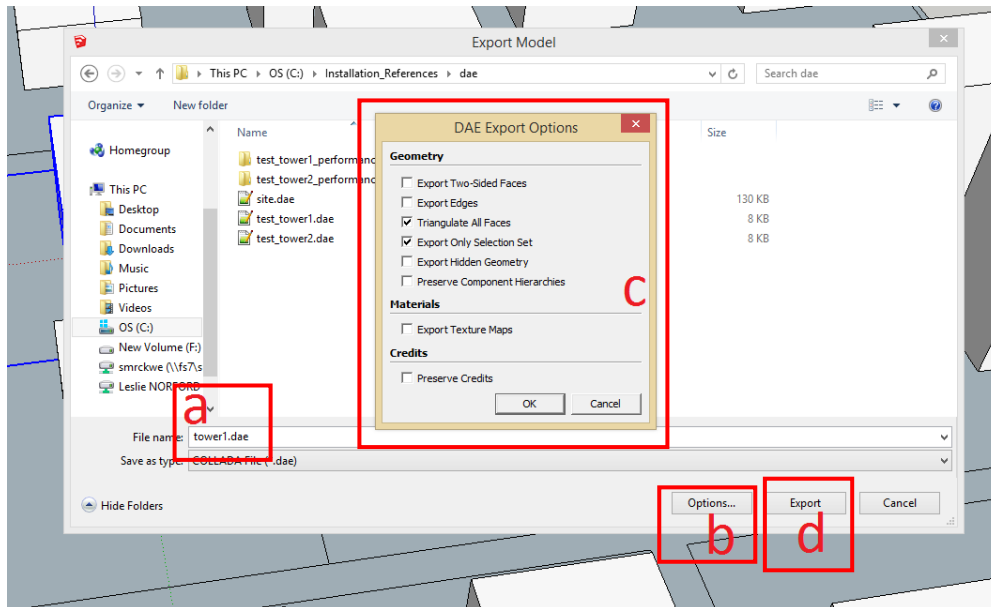 Export Model
This PC OS (C:) Installation_References dae
Search dae
Organize New folder
Name Size
Homegroup
This PC
Desktop
Documents
Downloads
Music
Pictures
Videos
OS (C:)
New Volume (F:)
smrckwe (\\fs7\s
Leslie NORFORD
test_tower1_performanc
test_tower2_performanc
site.dae 130 KB
test_tower1.dae 8 KB
test_tower2.dae 8 KB
DAE Export Options
Geometry
Export Two-Sided Faces
Export Edges
Triangulate All Faces
Export Only Selection Set
Export Hidden Geometry
Preserve Component Hierarchies
Materials
Export Texture Maps
Credits
Preserve Credits
OK Cancel
c
a
File name: tower1.dae
Save as type: COLLADA File (*.dae)
Hide Folders
Options... Export Cancel
b d